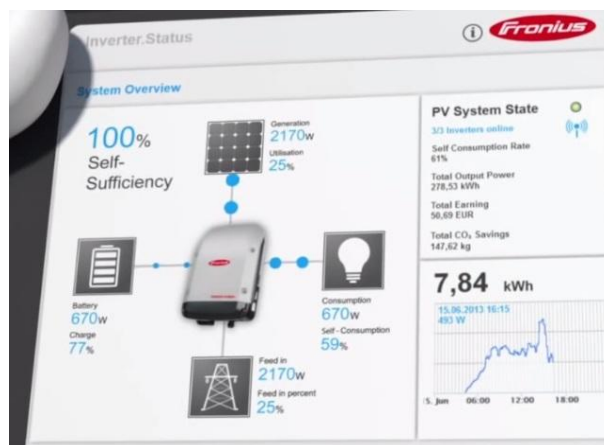 Inverter.Status
Fronius
System Overview
100%
Self-
Sufficiency
Generation
2170w
Utilisation
25%
Battery
670w
Charge
77%
Consumption
670w
Self - Consumption
59%
Feed in
2170w
Feed in percent
25%
PV System State
3/3 Inverters online
Self Consumption Rate
61%
Total Output Power
278,53 kWh
Total Earning
50,69 EUR
Total CO₂ Savings
147,62 kg
7,84 kWh
15.06.2013 16:15
493 W
5. Jun 06:00 12:00 18:00